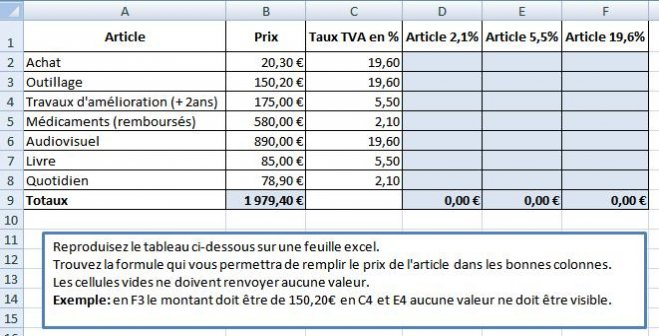 A B C D E F
1 Article Prix Taux TVA en % Article 2,1% Article 5,5% Article 19,6%
2 Achat 20,30 € 19,60
3 Outillage 150,20 € 19,60
4 Travaux d'amélioration (+ 2ans) 175,00 € 5,50
5 Médicaments (remboursés) 580,00 € 2,10
6 Audiovisuel 890,00 € 19,60
7 Livre 85,00 € 5,50
8 Quotidien 78,90 € 2,10
9 Totaux 1 979,40 € 0,00 € 0,00 € 0,00 €
10
11 Reproduisez le tableau ci-dessous sur une feuille excel.
12 Trouvez la formule qui vous permettra de remplir le prix de l'article dans les bonnes colonnes.
13 Les cellules vides ne doivent renvoyer aucune valeur.
14 Exemple: en F3 le montant doit être de 150,20€ en C4 et E4 aucune valeur ne doit être visible.
15
16